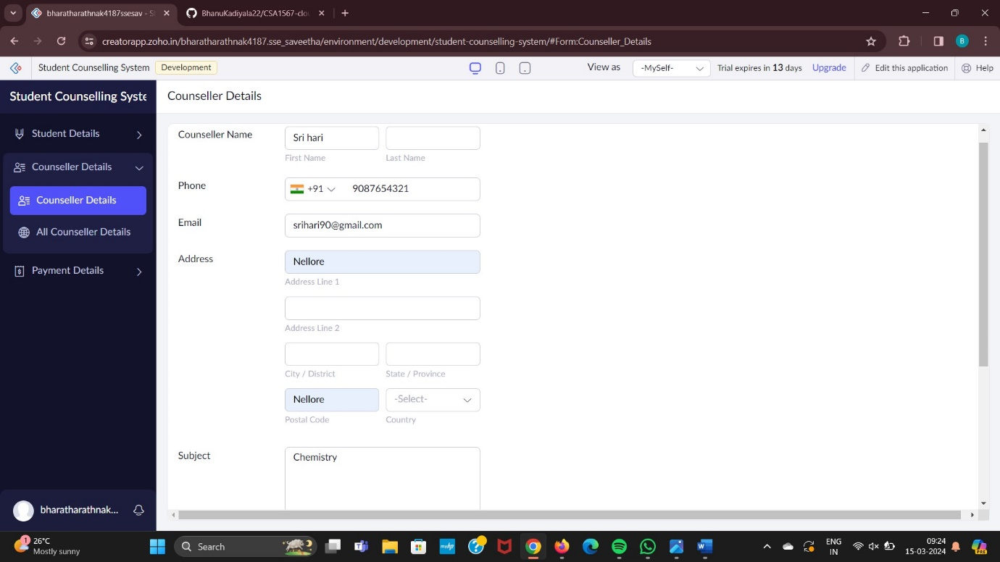 bharatharathnak4187ssesav - S
BhanuKadiyala22/CSA1567-clo
creatorapp.zoho.in/bharatharathnak4187.sse_saveetha/environment/development/student-counselling-system/#Form:Counseller_Details
B
Student Counselling System Development View as -MySelf- Trial expires in 13 days Upgrade Edit this application Help
Student Counselling Syste
Counseller Details
Student Details
Counseller Details
Counseller Details
All Counseller Details
Payment Details
bharatharathnak...
Counseller Name Sri hari
First Name Last Name
Phone +91 9087654321
Email srihari90@gmail.com
Address Nellore
Address Line 1
Address Line 2
City / District State / Province
Nellore -Select-
Postal Code Country
Subject Chemistry
1
26°C
Mostly sunny
Search
myhp
ENG
IN
09:24
15-03-2024
PRE